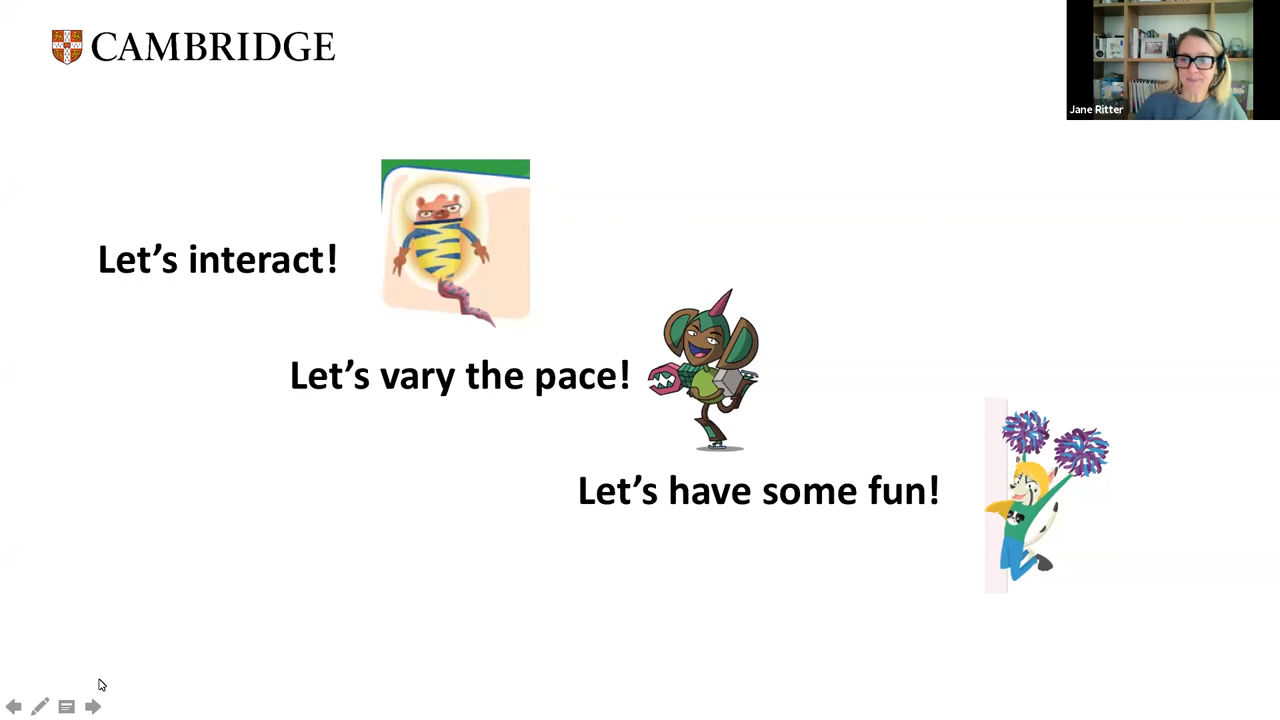 CAMBRIDGE
Jane Ritter
Let's interact!
Let's vary the pace!
Let's have some fun!